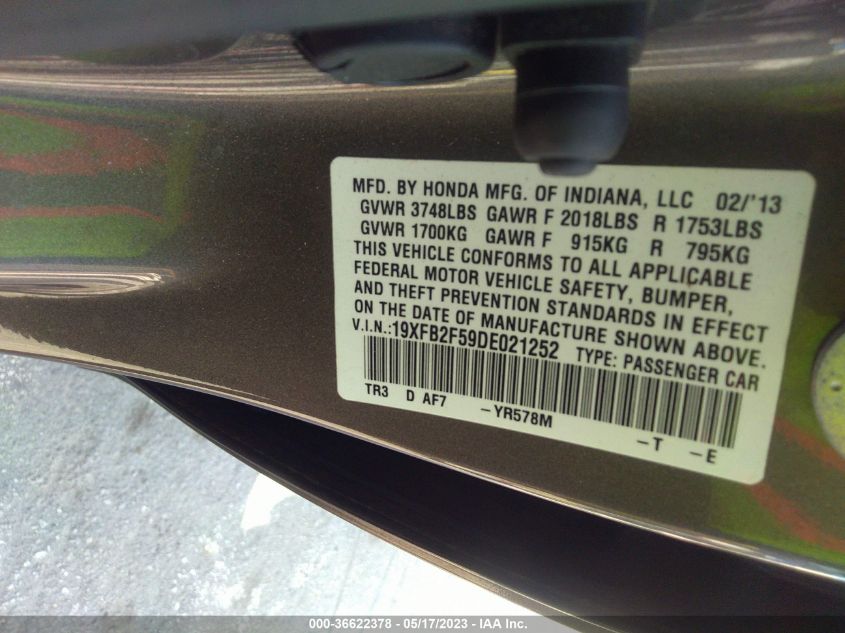 MFD. BY HONDA MFG. OF INDIANA, LLC 02/'13
GVWR 3748LBS GAWR F 2018LBS R 1753LBS
GVWR 1700KG GAWR F 915KG R 795KG
THIS VEHICLE CONFORMS TO ALL APPLICABLE
FEDERAL MOTOR VEHICLE SAFETY, BUMPER,
AND THEFT PREVENTION STANDARDS IN EFFECT
ON THE DATE OF MANUFACTURE SHOWN ABOVE.
V.I.N.:19XFB2F59DE021252 TYPE: PASSENGER CAR
TR3 D AF7 -YR578M -T -E
000-36622378 - 05/17/2023 - IAA Inc.